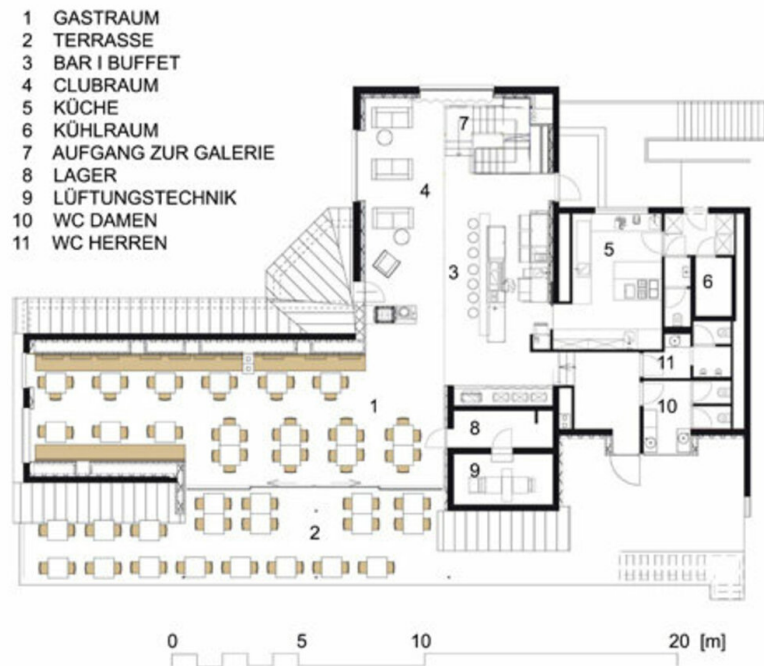 1 GASTRAUM
2 TERRASSE
3 BAR I BUFFET
4 CLUBRAUM
5 KÜCHE
6 KÜHLRAUM
7 AUFGANG ZUR GALERIE
8 LAGER
9 LÜFTUNGSTECHNIK
10 WC DAMEN
11 WC HERREN
7
4
5
3
6
11
1
10
8
9
2
0 5 10 20 [m]